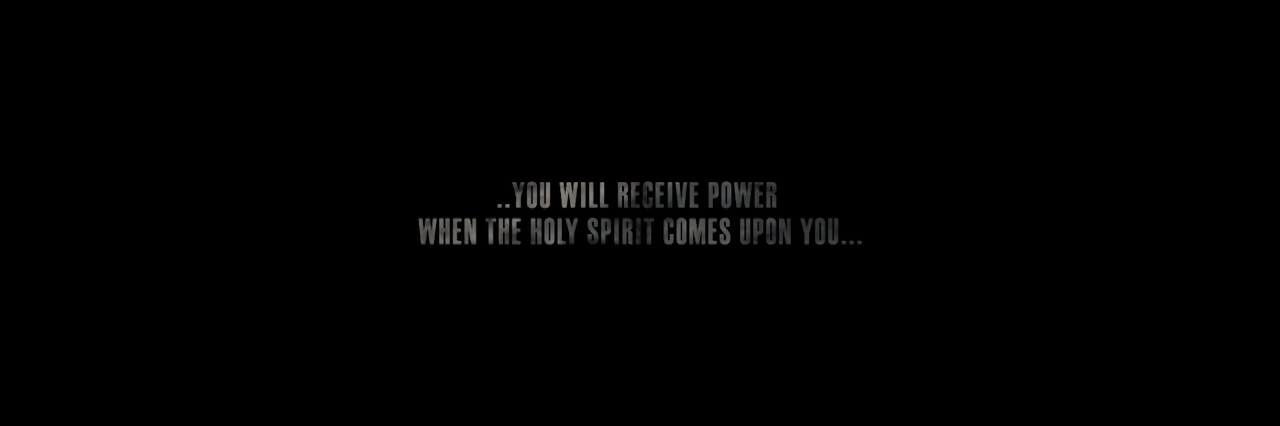 ..YOU WILL RECEIVE POWER
WHEN THE HOLY SPIRIT COMES UPON YOU...